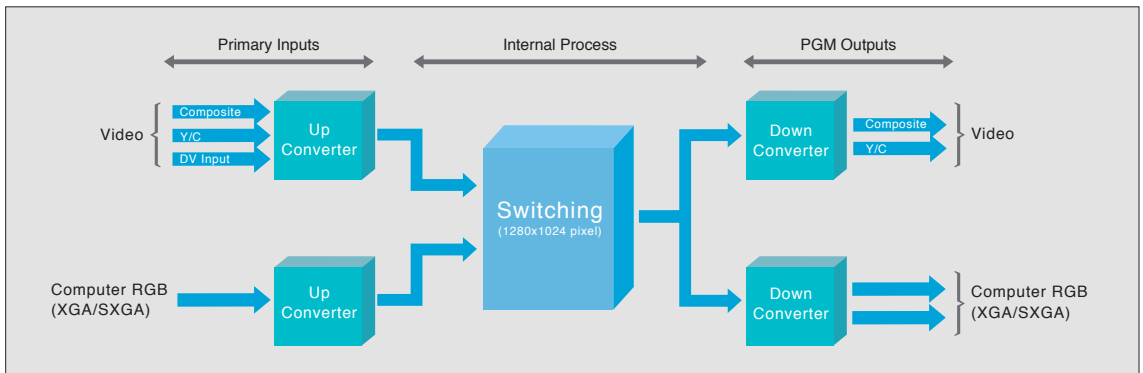 Primary Inputs
Internal Process
PGM Outputs
Video
Composite
Y/C
DV Input
Up
Converter
Switching
(1280x1024 pixel)
Down
Converter
Composite
Y/C
Video
Computer RGB
(XGA/SXGA)
Up
Converter
Down
Converter
Computer RGB
(XGA/SXGA)